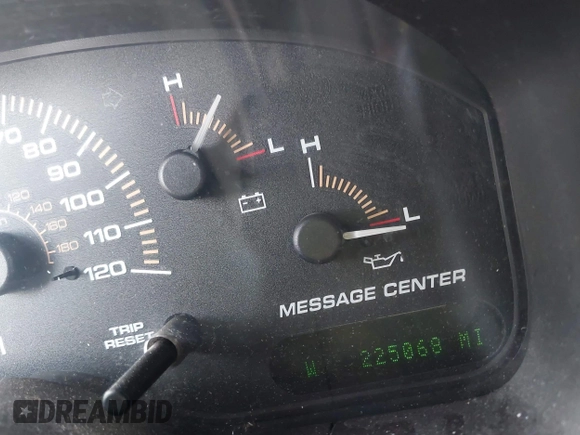 H
L
H
L
70
80
90
100
110
120
120
140
160
180
MESSAGE CENTER
TRIP
RESET
W 225068 MI
DREAMBID